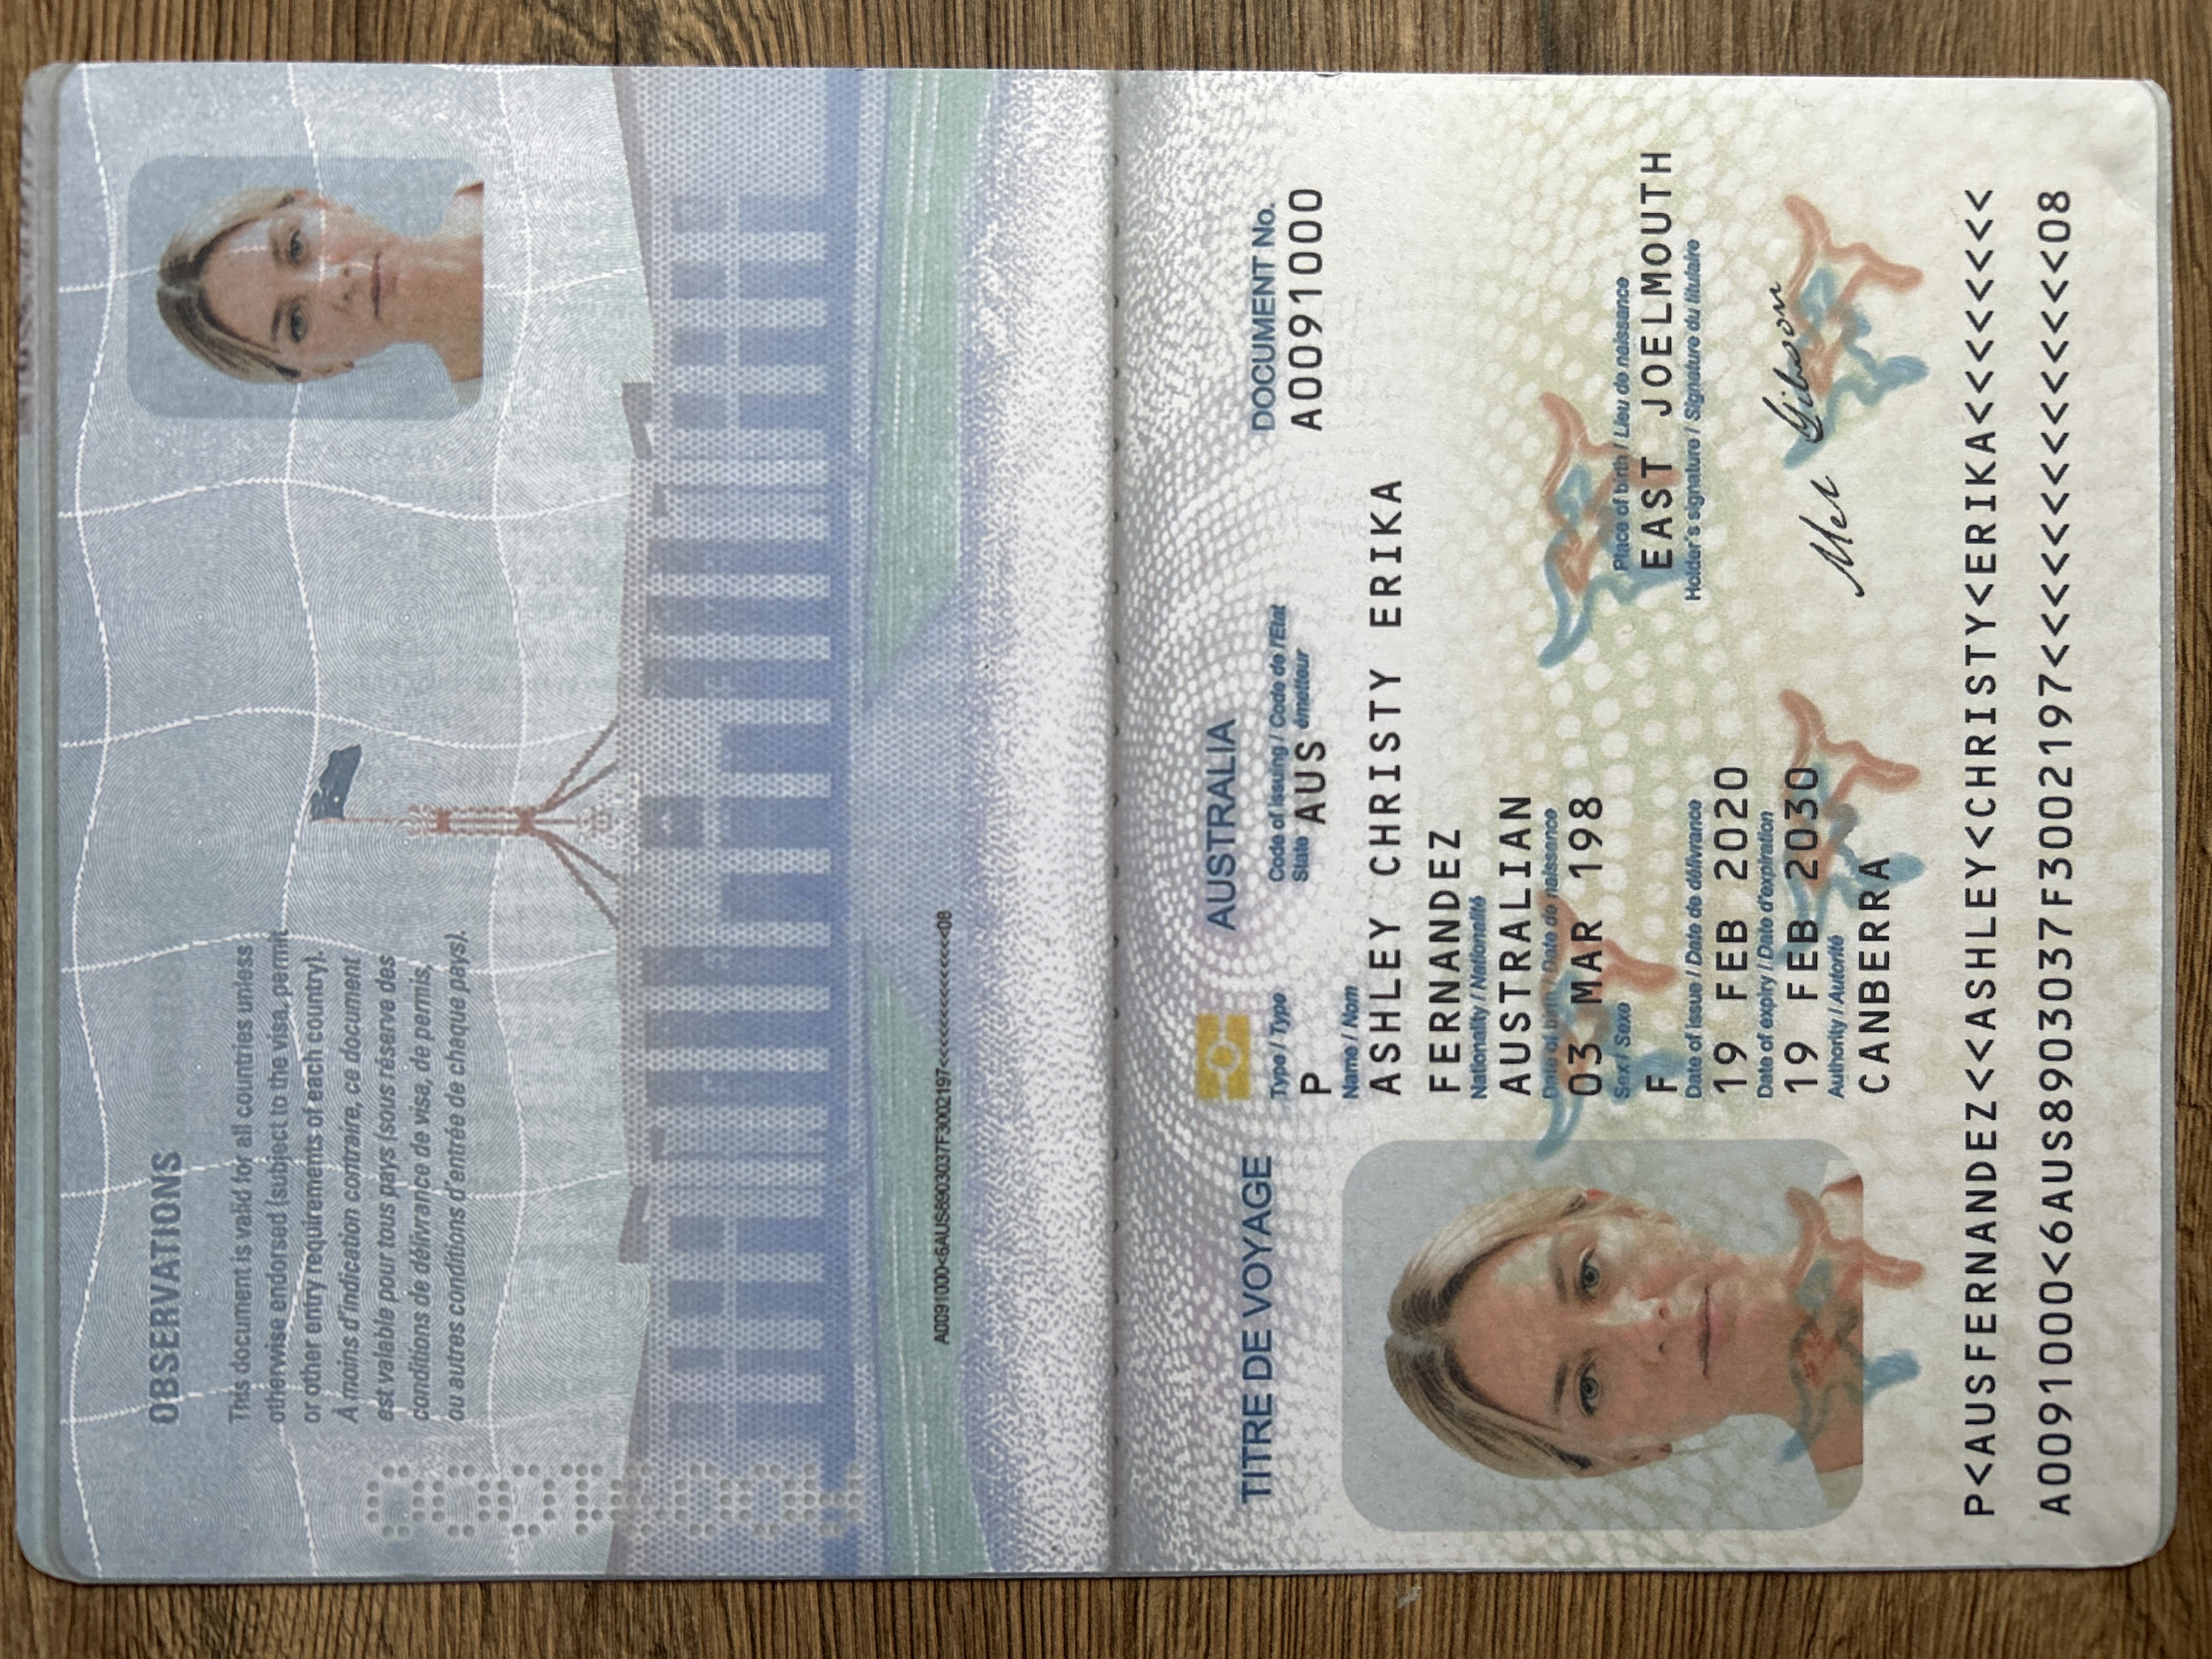 OBSERVATIONS
This document is valid for all countries unless
otherwise endorsed (subject to the visa, permit
or other entry requirements of each country).
A moins d'indication contraire, ce document
est valable pour tous pays (sous réserve des
conditions de délivrance de visa, de permis,
ou autres conditions d'entrée de chaque pays).
A0091000<6AUS8903037F3002197<<<<<<<<<<<<<<08
AUSTRALIA
TITRE DE VOYAGE
Type / Type
Code of issuing / Code de l'État
State AUS émetteur
DOCUMENT No.
P
A0091000
Name / Nom
ASHLEY CHRISTY ERIKA
FERNANDEZ
Nationality / Nationalité
AUSTRALIAN
Date of birth / Date de naissance
03 MAR 198
Sex / Sexe
Place of birth / Lieu de naissance
F
EAST JOELMOUTH
Date of issue / Date de délivrance
Holder's signature / Signature du titulaire
19 FEB 2020
Date of expiry / Date d'expiration
19 FEB 2030
Mel Gibson
Authority / Autorité
CANBERRA
P<AUSFERNANDEZ<<ASHLEY<CHRISTY<ERIKA<<<<<<<<
A0091000<6AUS8903037F3002197<<<<<<<<<<<<<<08